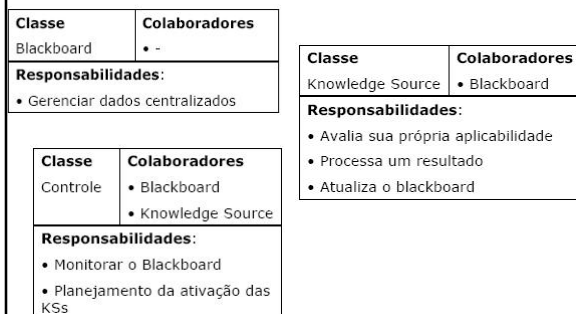 Classe Colaboradores
Blackboard • -
Responsabilidades:
• Gerenciar dados centralizados
Classe Colaboradores
Knowledge Source • Blackboard
Responsabilidades:
• Avalia sua própria aplicabilidade
• Processa um resultado
• Atualiza o blackboard
Classe Colaboradores
Controle • Blackboard
• Knowledge Source
Responsabilidades:
• Monitorar o Blackboard
• Planejamento da ativação das
KSs